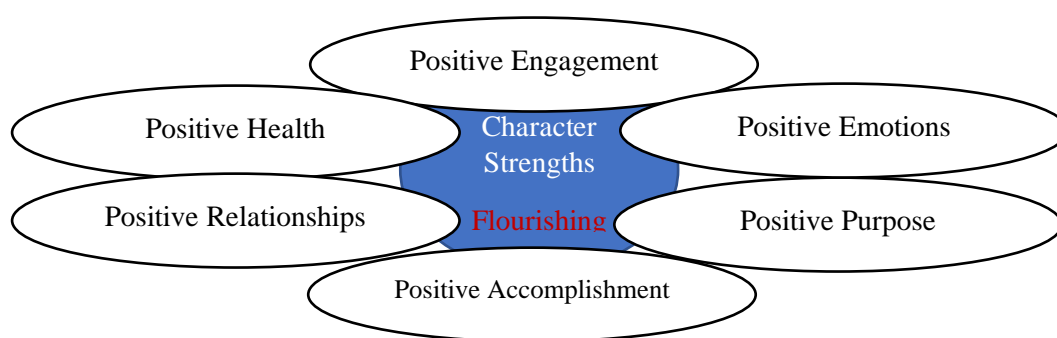 Positive Engagement
Positive Health
Character
Strengths
Positive Emotions
Positive Relationships
Flourishing
Positive Purpose
Positive Accomplishment